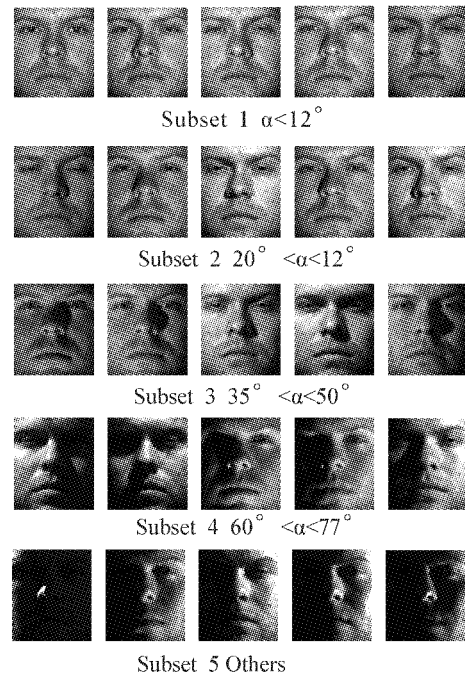 Subset 1 α<12°
Subset 2 20° <α<12°
Subset 3 35° <α<50°
Subset 4 60° <α<77°
Subset 5 Others